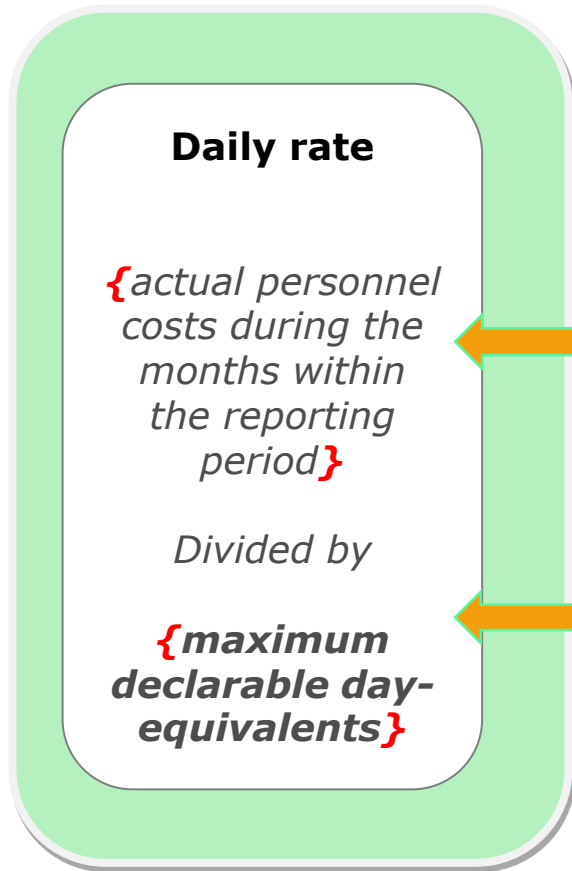 Daily rate
{actual personnel
costs during the
months within
the reporting
period}
Divided by
{maximum
declarable day-
equivalents}